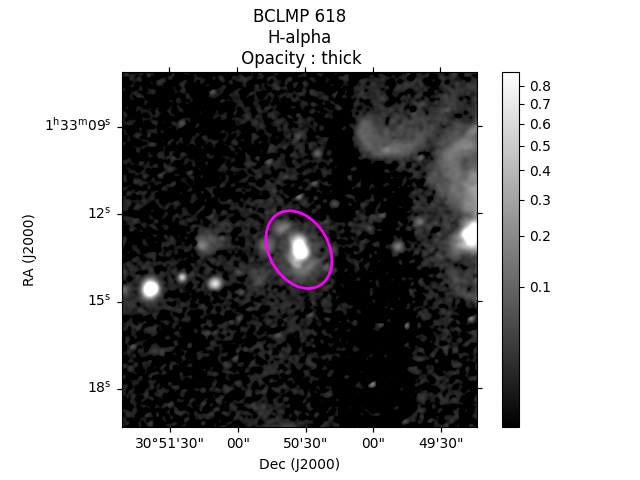 BCLMP 618
H-alpha
Opacity : thick
1ʰ33ᵐ09ˢ
12ˢ
15ˢ
18ˢ
RA (J2000)
30°51'30"
00"
50'30"
00"
49'30"
Dec (J2000)
0.8
0.7
0.6
0.5
0.4
0.3
0.2
0.1